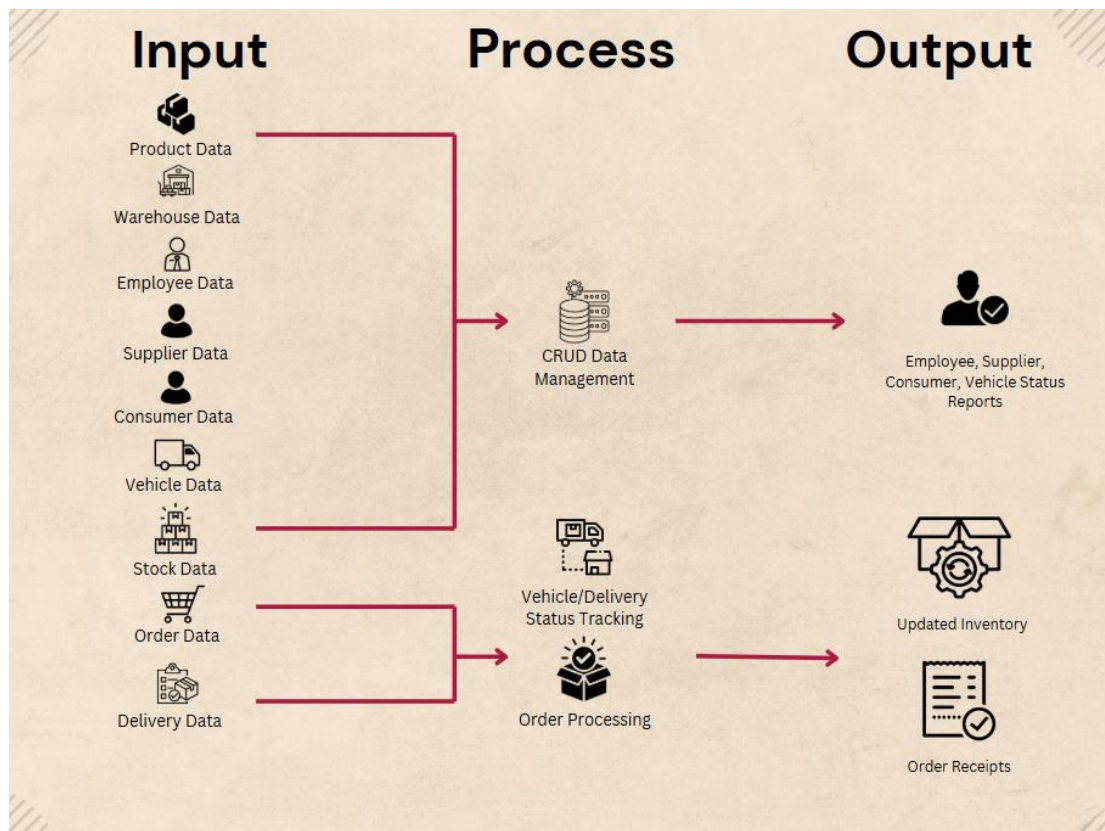 Input
Process
Output
Product Data
Warehouse Data
Employee Data
Supplier Data
Consumer Data
Vehicle Data
Stock Data
Order Data
Delivery Data
CRUD Data
Management
Vehicle/Delivery
Status Tracking
Order Processing
Employee, Supplier,
Consumer, Vehicle Status
Reports
Updated Inventory
Order Receipts